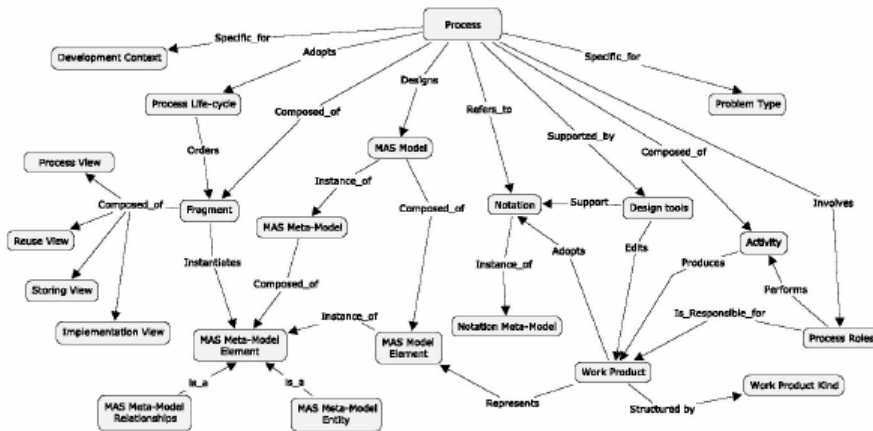 Process
Specific_for
Adopts
Development Context
Designs
Specific_for
Process Life-cycle
Composed_of
Refers_to
Problem Type
Supported_by
Orders
MAS Model
Composed_of
Process View
Instance_of
Composed_of
Fragment
Composed_of
Notation
Support
Design tools
Involves
MAS Meta-Model
Reuse View
Adopts
Edits
Activity
Instantiates
Instance_of
Produces
Composed_of
Storing View
Performs
Instance_of
Is_Responsible_for
Implementation View
Notation Meta-Model
MAS Meta-Model
Element
MAS Model
Element
Process Roles
Work Product
is_a
is_a
Work Product Kind
Represents
Structured by
MAS Meta-Model
Relationships
MAS Meta-Model
Entity